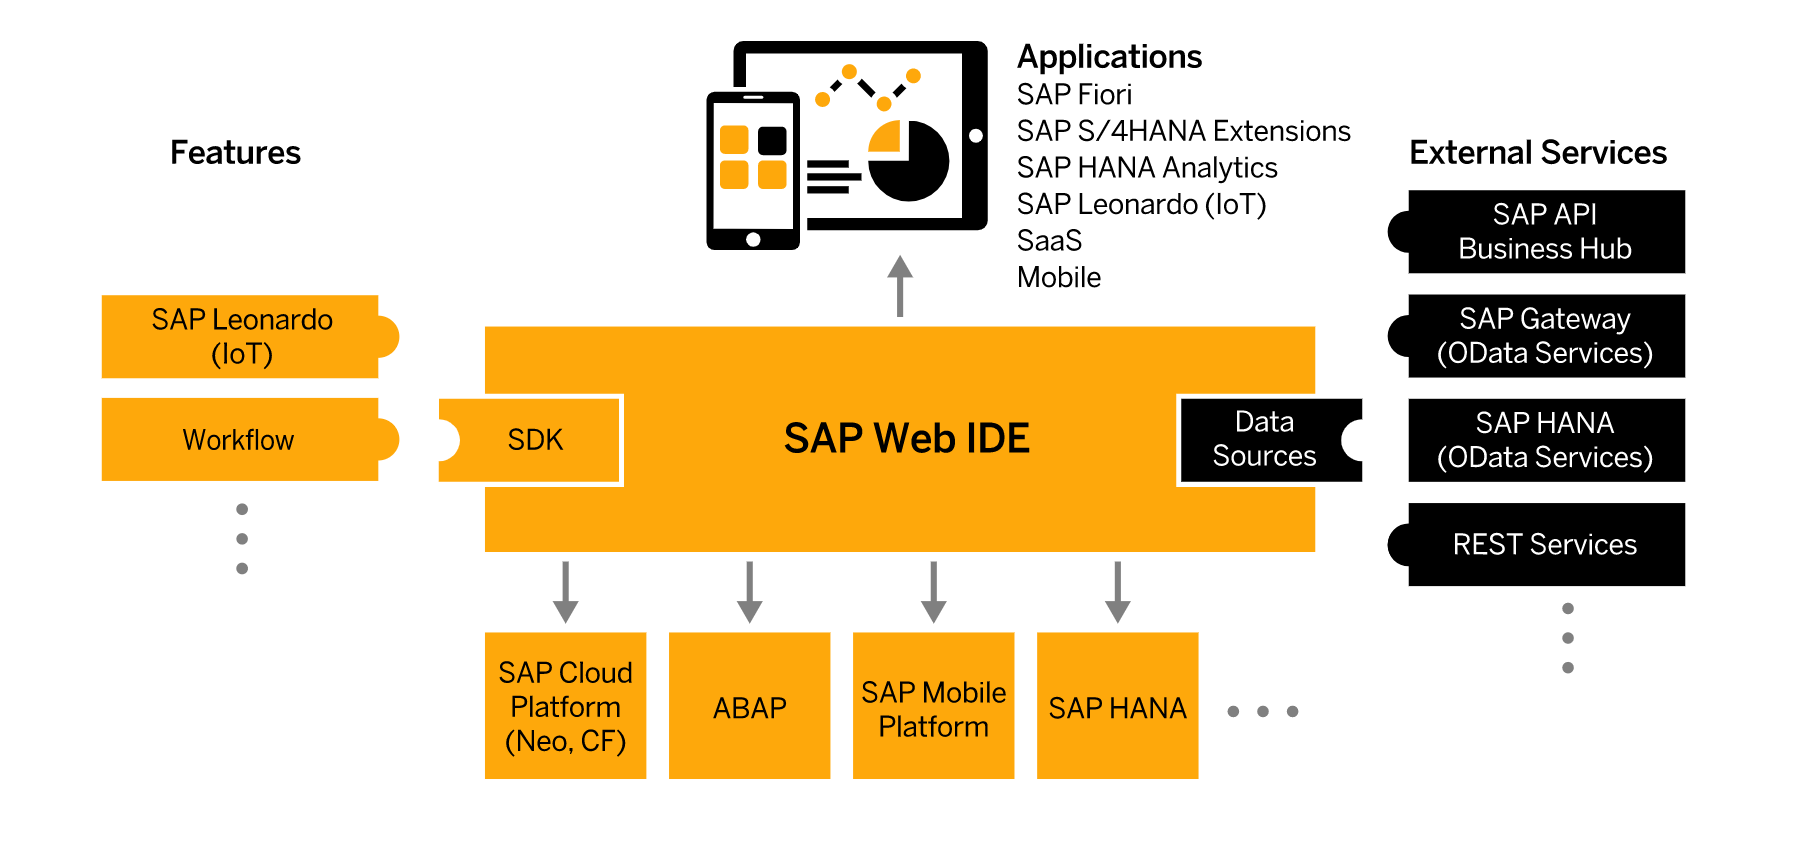 Applications
SAP Fiori
SAP S/4HANA Extensions
SAP HANA Analytics
SAP Leonardo (IoT)
SaaS
Mobile
Features
SAP Leonardo
(IoT)
Workflow
SDK
SAP Web IDE
Data
Sources
External Services
SAP API
Business Hub
SAP Gateway
(OData Services)
SAP HANA
(OData Services)
REST Services
SAP Cloud
Platform
(Neo, CF)
ABAP
SAP Mobile
Platform
SAP HANA